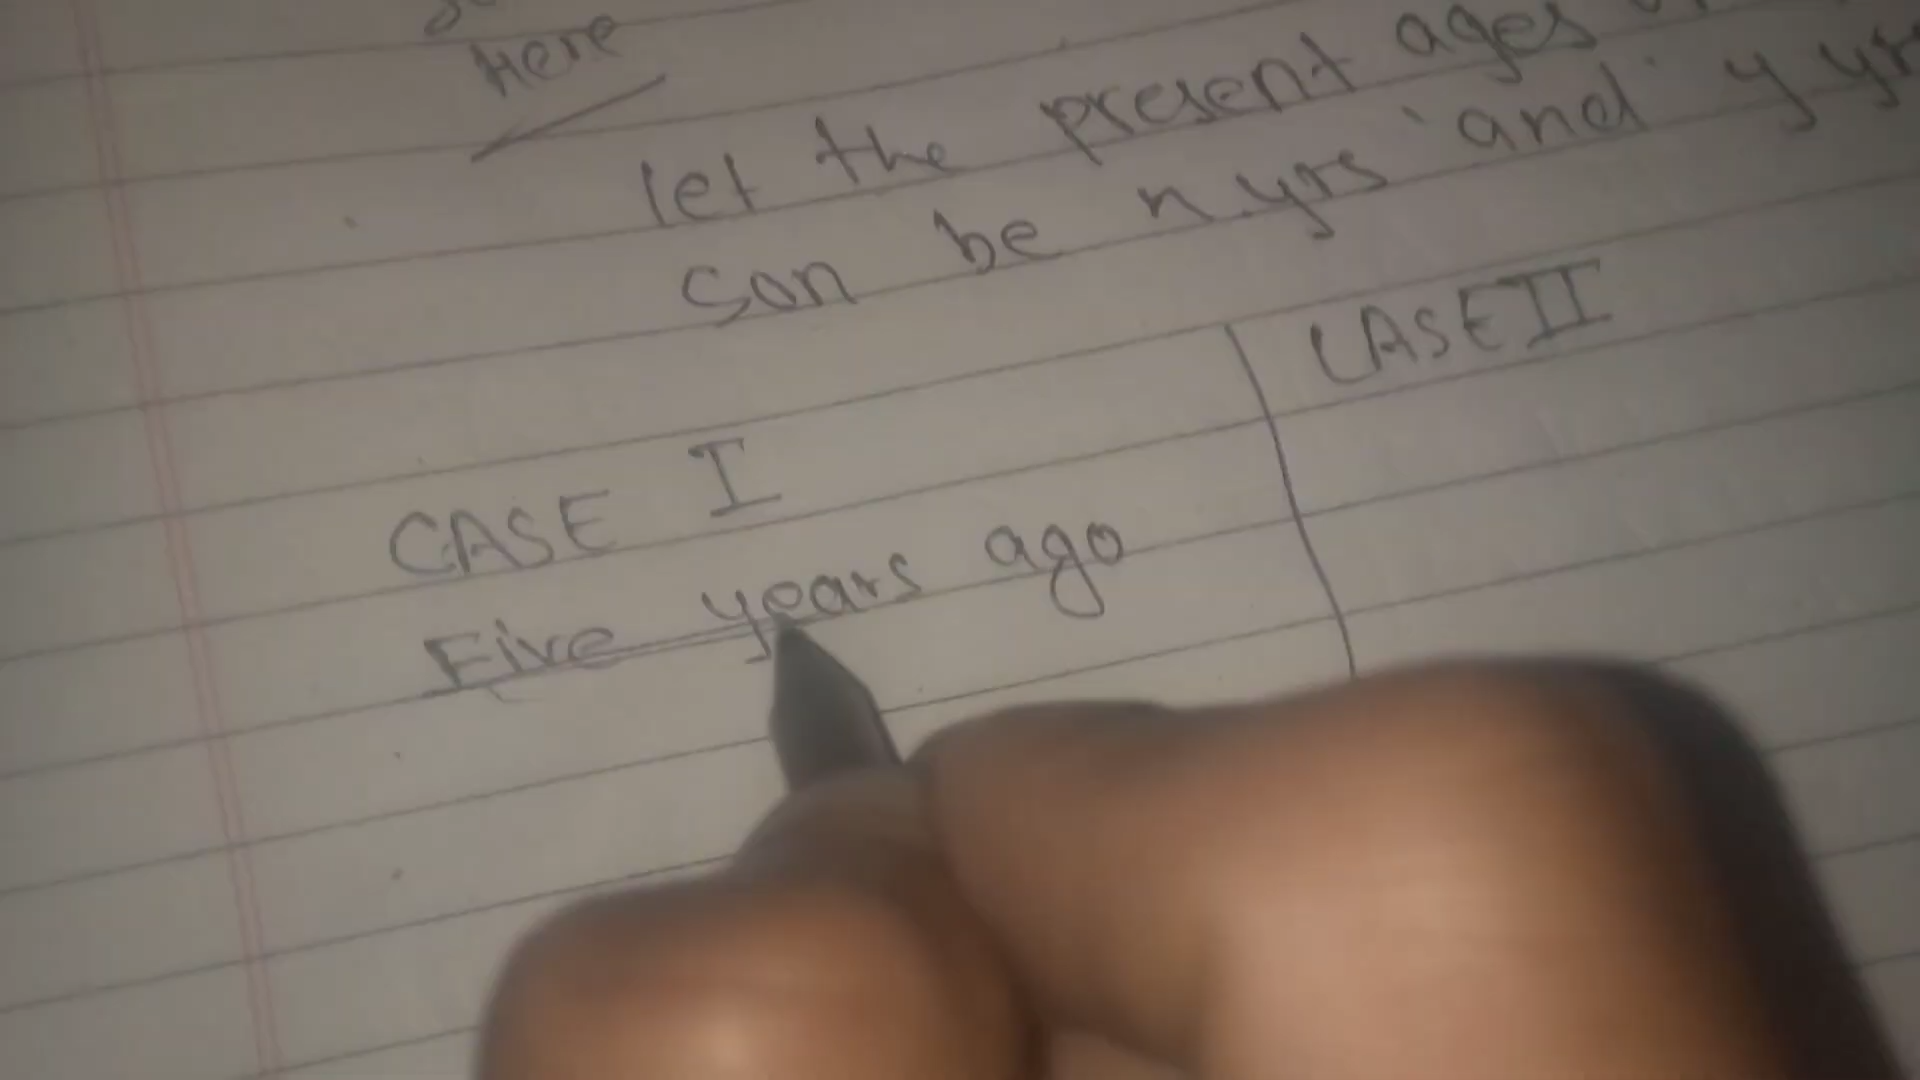 Here
let the present ages
son be x yrs and y yrs
CASE I
CASE II
Five years ago